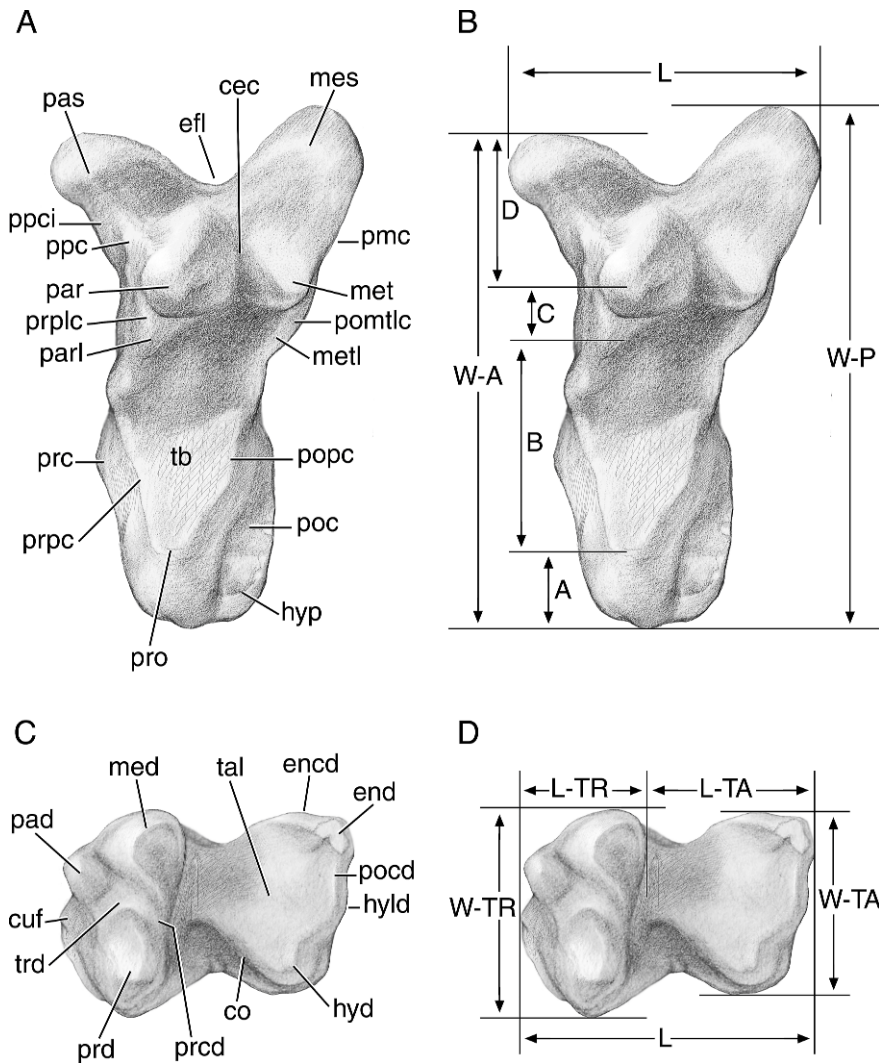 A
pas
efl
cec
mes
ppci
ppc
pmc
par
met
prplc
pomtlc
parl
metl
prc
tb
popc
prpc
poc
hyp
pro
B
L
D
C
W-A
W-P
B
A
C
med
tal
encd
end
pad
pocd
cuf
hyld
trd
prd
prcd
co
hyd
D
L-TR
L-TA
W-TR
W-TA
L